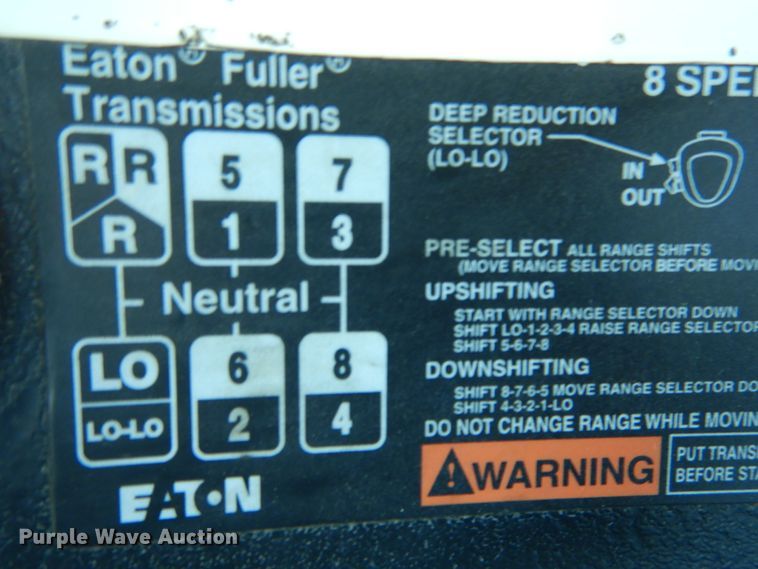 Eaton® Fuller®
Transmissions
R R 5 7
R 1 3
Neutral
LO 6 8
LO-LO 2 4
EATON
8 SPEE
DEEP REDUCTION
SELECTOR
(LO-LO)
IN
OUT
PRE-SELECT ALL RANGE SHIFTS
(MOVE RANGE SELECTOR BEFORE MOVI
UPSHIFTING
START WITH RANGE SELECTOR DOWN
SHIFT LO-1-2-3-4 RAISE RANGE SELECTOR
SHIFT 5-6-7-8
DOWNSHIFTING
SHIFT 8-7-6-5 MOVE RANGE SELECTOR DO
SHIFT 4-3-2-1-LO
DO NOT CHANGE RANGE WHILE MOVIN
WARNING
PUT TRANS
BEFORE STA
Purple Wave Auction